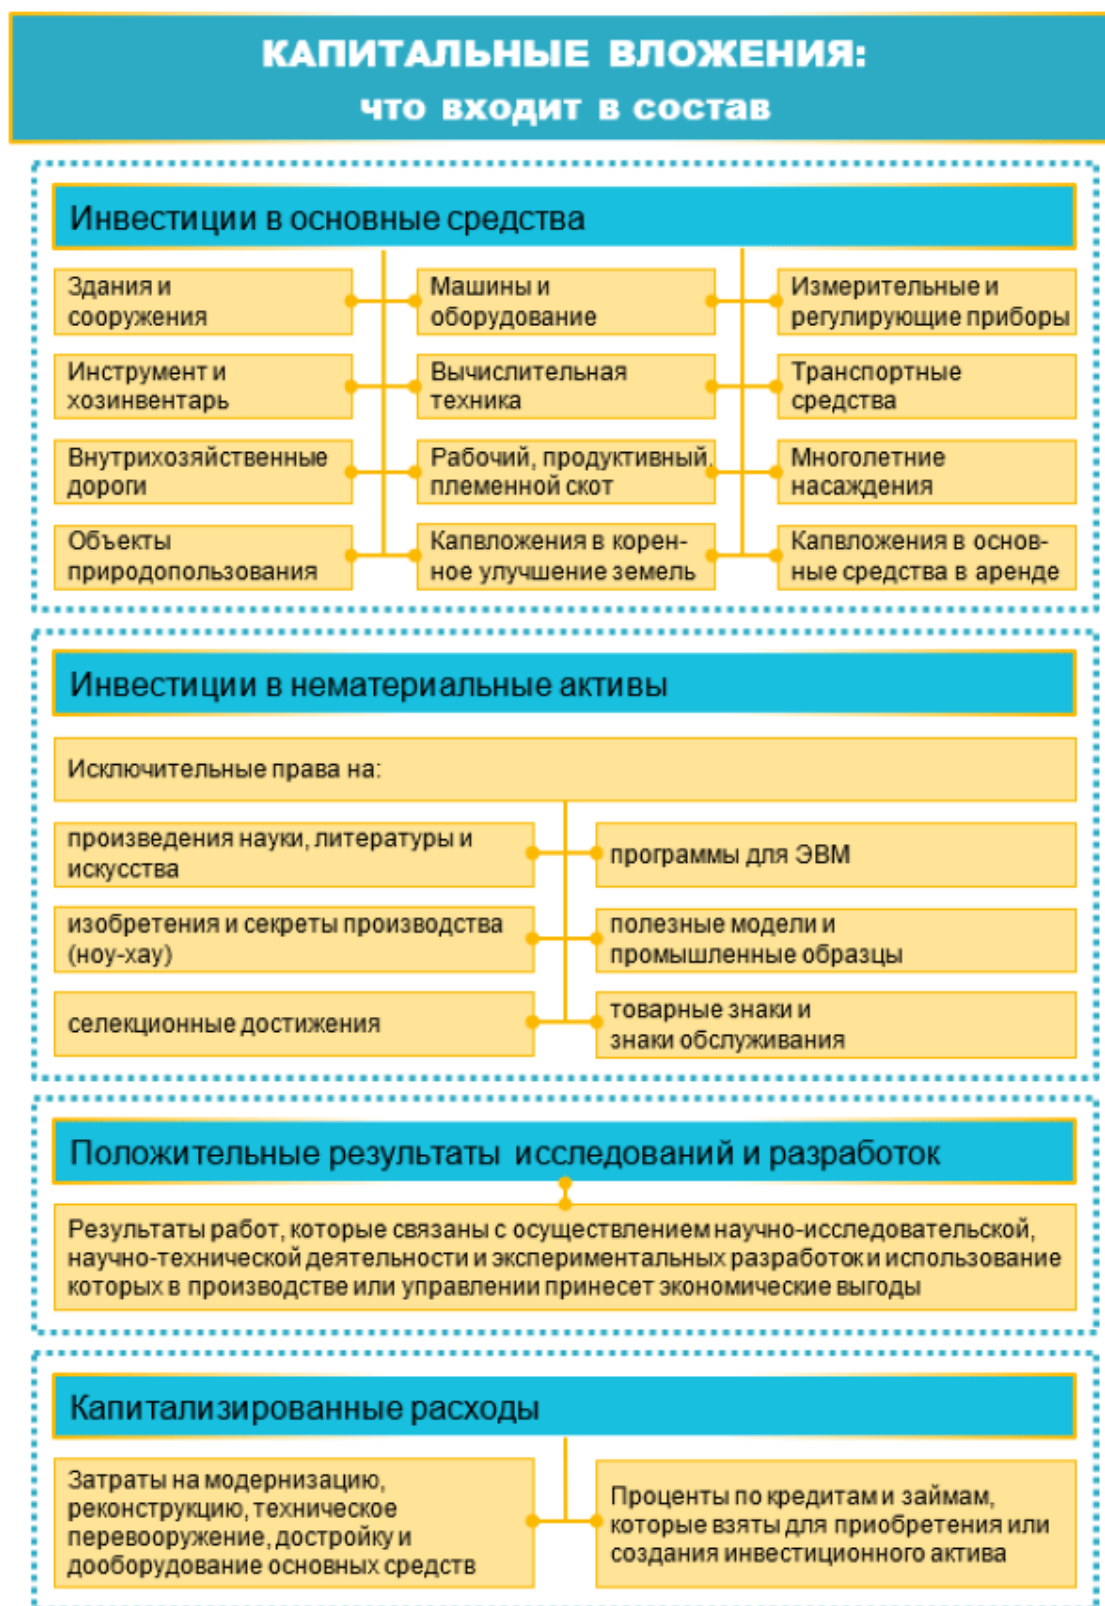 КАПИТАЛЬНЫЕ ВЛОЖЕНИЯ:
что входит в состав
Инвестиции в основные средства
Здания и
сооружения
Машины и
оборудование
Измерительные и
регулирующие приборы
Инструмент и
хозинвентарь
Вычислительная
техника
Транспортные
средства
Внутрихозяйственные
дороги
Рабочий, продуктивный,
племенной скот
Многолетние
насаждения
Объекты
природопользования
Капвложения в корен-
ное улучшение земель
Капвложения в основ-
ные средства в аренде
Инвестиции в нематериальные активы
Исключительные права на:
произведения науки, литературы и
искусства
программы для ЭВМ
изобретения и секреты производства
(ноу-хау)
полезные модели и
промышленные образцы
селекционные достижения
товарные знаки и
знаки обслуживания
Положительные результаты исследований и разработок
Результаты работ, которые связаны с осуществлением научно-исследовательской,
научно-технической деятельности и экспериментальных разработок и использование
которых в производстве или управлении принесет экономические выгоды
Капитализированные расходы
Затраты на модернизацию,
реконструкцию, техническое
перевооружение, достройку и
дооборудование основных средств
Проценты по кредитам и займам,
которые взяты для приобретения или
создания инвестиционного актива